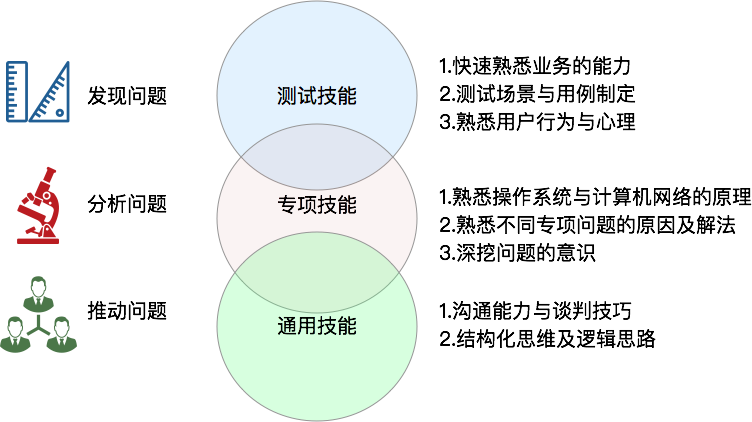 发现问题
测试技能
1.快速熟悉业务的能力
2.测试场景与用例制定
3.熟悉用户行为与心理
分析问题
专项技能
1.熟悉操作系统与计算机网络的原理
2.熟悉不同专项问题的原因及解法
3.深挖问题的意识
推动问题
通用技能
1.沟通能力与谈判技巧
2.结构化思维及逻辑思路